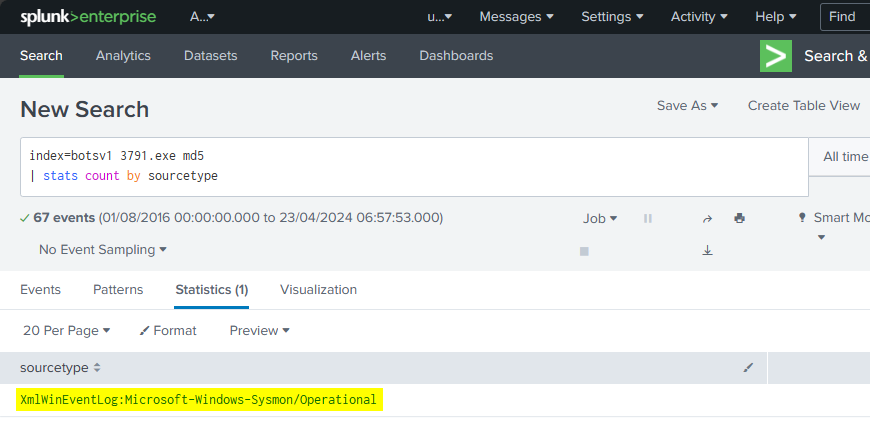 splunk>enterprise A...▾ u...▾ Messages ▾ Settings ▾ Activity ▾ Help ▾ Find
Search Analytics Datasets Reports Alerts Dashboards > Search &
New Search Save As ▾ Create Table View
index=botsv1 3791.exe md5 All time
| stats count by sourcetype
✓ 67 events (01/08/2016 00:00:00.000 to 23/04/2024 06:57:53.000) Job ▾ Smart Mo
No Event Sampling ▾
Events Patterns Statistics (1) Visualization
20 Per Page ▾ Format Preview ▾
sourcetype
XmlWinEventLog:Microsoft-Windows-Sysmon/Operational